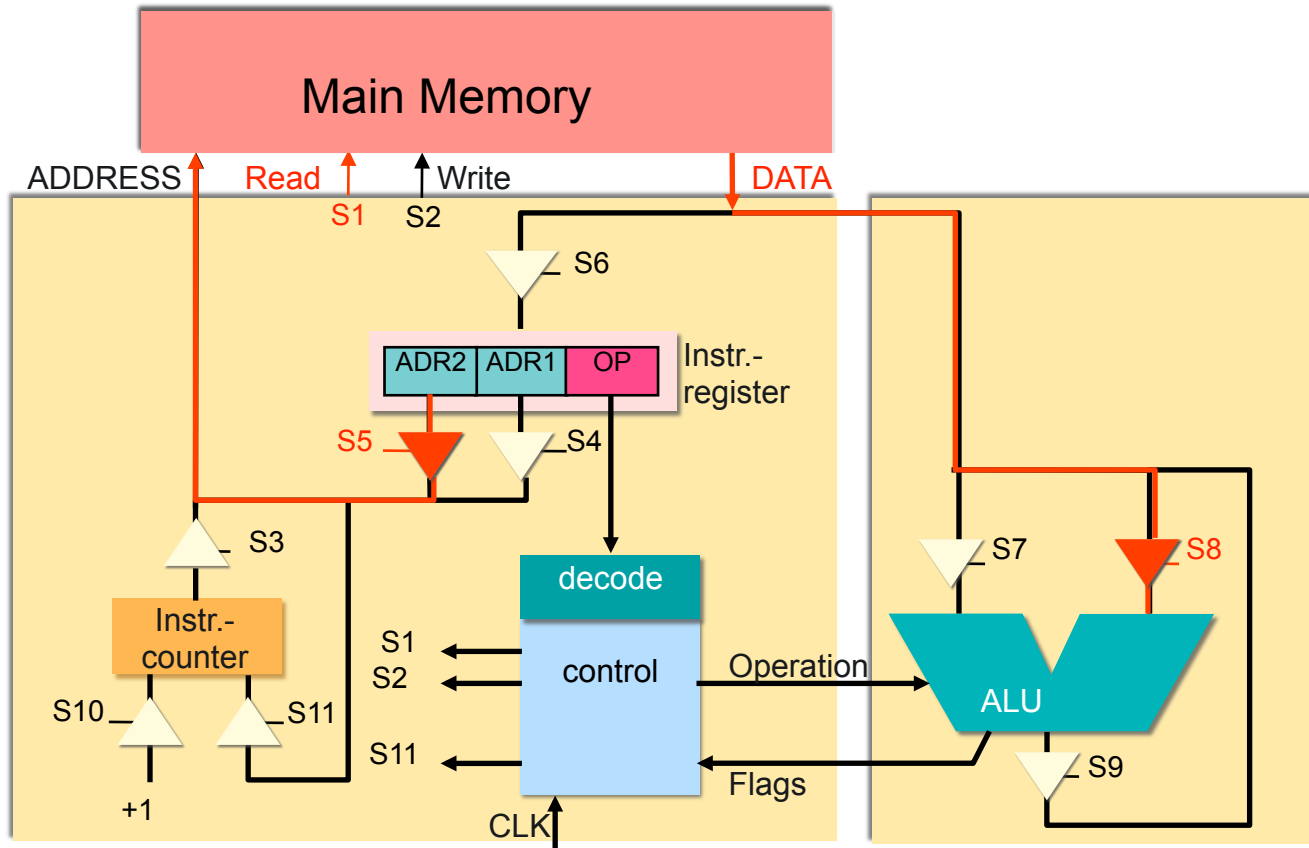 Main Memory
ADDRESS
Read
Write
DATA
S1
S2
S6
ADR2
ADR1
OP
Instr.-
register
S5
S4
S3
S7
S8
decode
Instr.-
counter
S1
S2
control
Operation
ALU
S10
S11
S11
Flags
S9
+1
CLK